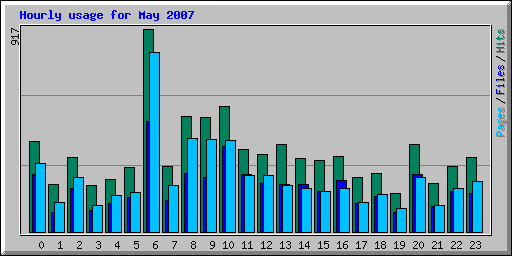 Hourly usage for May 2007
917
Pages / Files / Hits
0 1 2 3 4 5 6 7 8 9 10 11 12 13 14 15 16 17 18 19 20 21 22 23